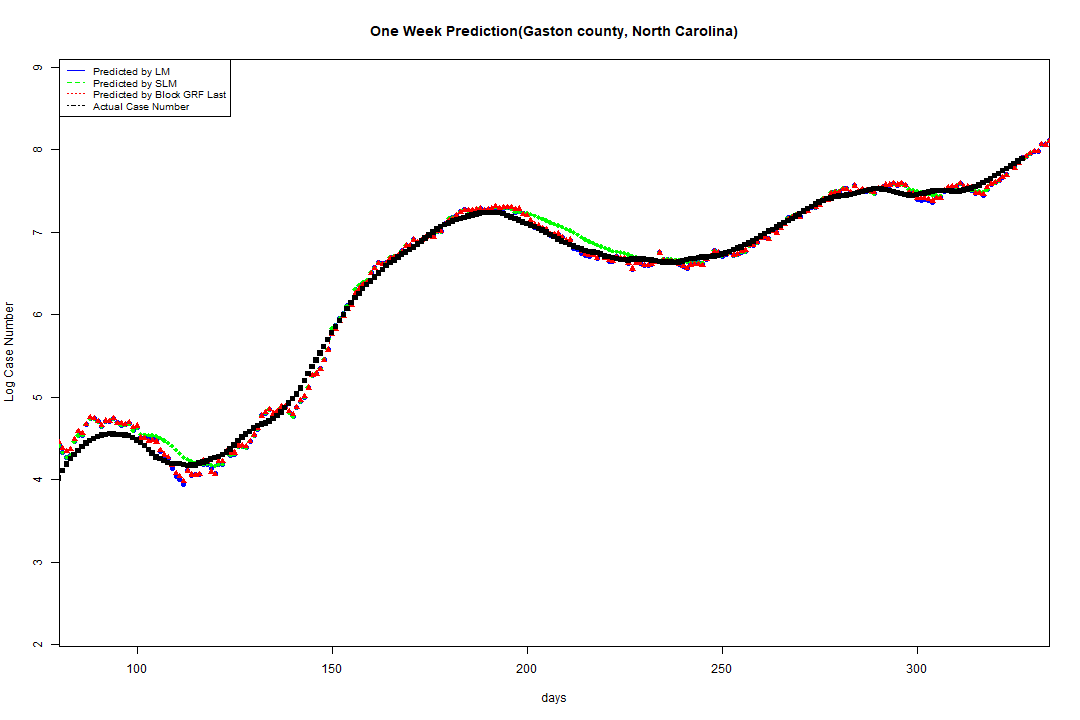 One Week Prediction(Gaston county, North Carolina)
Predicted by LM
Predicted by SLM
Predicted by Block GRF Last
Actual Case Number
9
8
7
6
5
4
3
2
Log Case Number
100 150 200 250 300
days